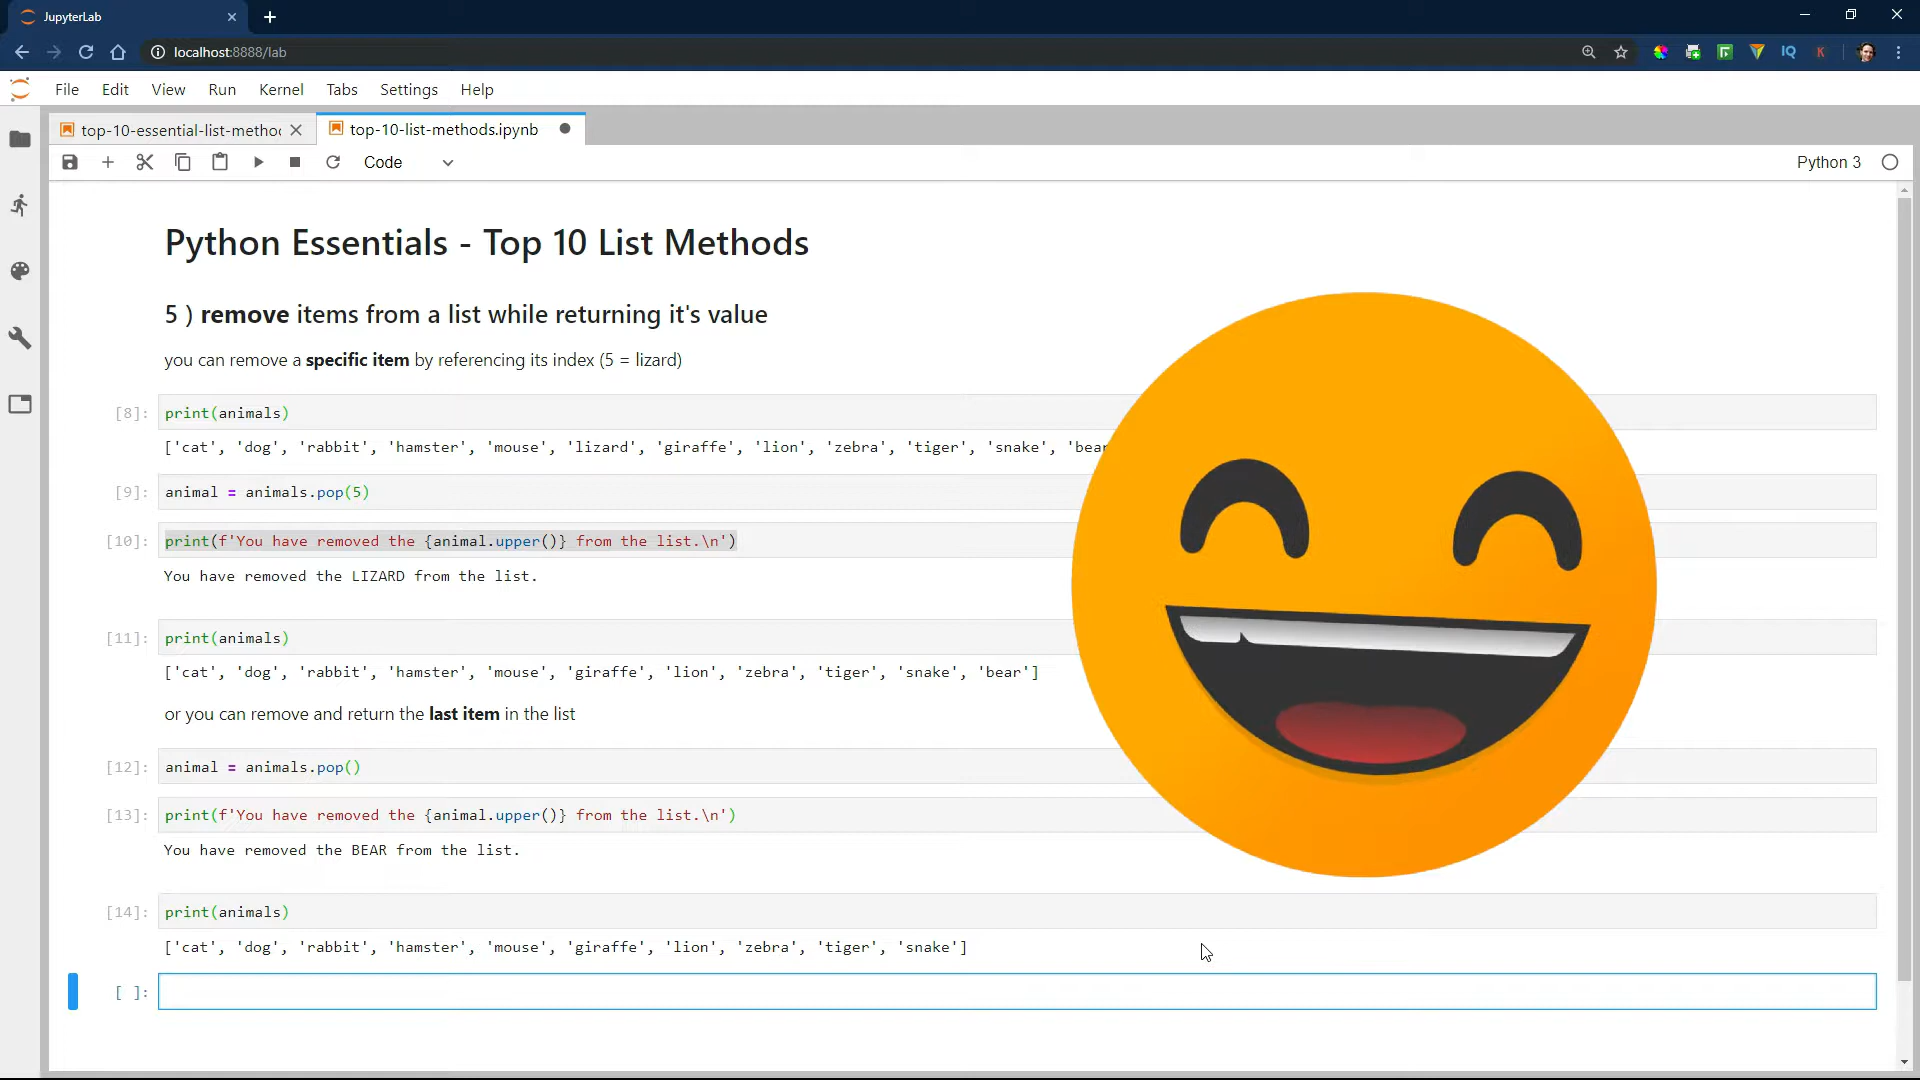 JupyterLab
localhost:8888/lab
IQ
K
File Edit View Run Kernel Tabs Settings Help
top-10-essential-list-metho
top-10-list-methods.ipynb
Code
Python 3
Python Essentials - Top 10 List Methods
5 ) remove items from a list while returning it's value
you can remove a specific item by referencing its index (5 = lizard)
[8]: print(animals)
['cat', 'dog', 'rabbit', 'hamster', 'mouse', 'lizard', 'giraffe', 'lion', 'zebra', 'tiger', 'snake', 'bear
[9]: animal = animals.pop(5)
[10]: print(f'You have removed the {animal.upper()} from the list.\n')
You have removed the LIZARD from the list.
[11]: print(animals)
['cat', 'dog', 'rabbit', 'hamster', 'mouse', 'giraffe', 'lion', 'zebra', 'tiger', 'snake', 'bear']
or you can remove and return the last item in the list
[12]: animal = animals.pop()
[13]: print(f'You have removed the {animal.upper()} from the list.\n')
You have removed the BEAR from the list.
[14]: print(animals)
['cat', 'dog', 'rabbit', 'hamster', 'mouse', 'giraffe', 'lion', 'zebra', 'tiger', 'snake']
[ ]: